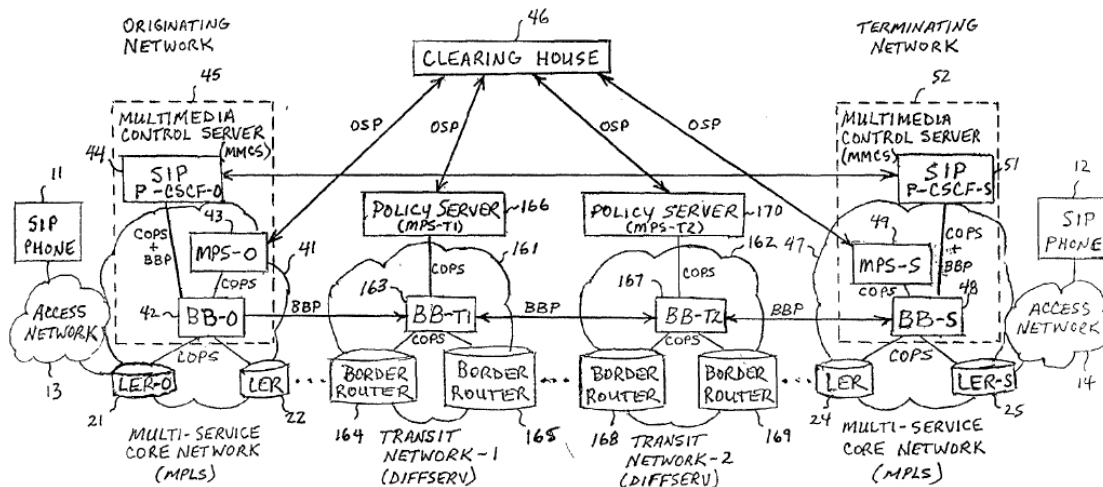 ORIGINATING
NETWORK
46
TERMINATING
NETWORK
CLEARING HOUSE
45
52
MULTIMEDIA
CONTROL SERVER
(MMCS)
OSP
OSP
OSP
OSP
MULTIMEDIA
CONTROL SERVER
(MMCS)
44
SIP
P-CSCF-O
51
SIP
P-CSCF-S
11
SIP
PHONE
12
SIP
PHONE
43
MPS-O
41
COPS
+
BBP
COPS
POLICY SERVER
(MPS-T1)
166
161
COPS
POLICY SERVER
(MPS-T2)
170
162
COPS
47
49
MPS-S
COPS
COPS
+
BBP
42
BB-O
BBP
163
BB-T1
BBP
167
BB-T2
BBP
48
BB-S
ACCESS
NETWORK
13
ACCESS
NETWORK
14
COPS
COPS
COPS
COPS
LER-O
21
LER
22
BORDER
ROUTER
164
BORDER
ROUTER
165
BORDER
ROUTER
168
BORDER
ROUTER
169
LER
24
LER-S
25
MULTI-SERVICE
CORE NETWORK
(MPLS)
TRANSIT
NETWORK-1
(DIFFSERV)
TRANSIT
NETWORK-2
(DIFFSERV)
MULTI-SERVICE
CORE NETWORK
(MPLS)